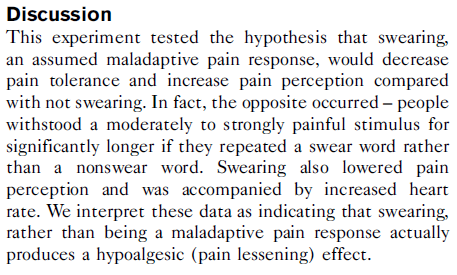 Discussion
This experiment tested the hypothesis that swearing,
an assumed maladaptive pain response, would decrease
pain tolerance and increase pain perception compared
with not swearing. In fact, the opposite occurred – people
withstood a moderately to strongly painful stimulus for
significantly longer if they repeated a swear word rather
than a nonswear word. Swearing also lowered pain
perception and was accompanied by increased heart
rate. We interpret these data as indicating that swearing,
rather than being a maladaptive pain response actually
produces a hypoalgesic (pain lessening) effect.